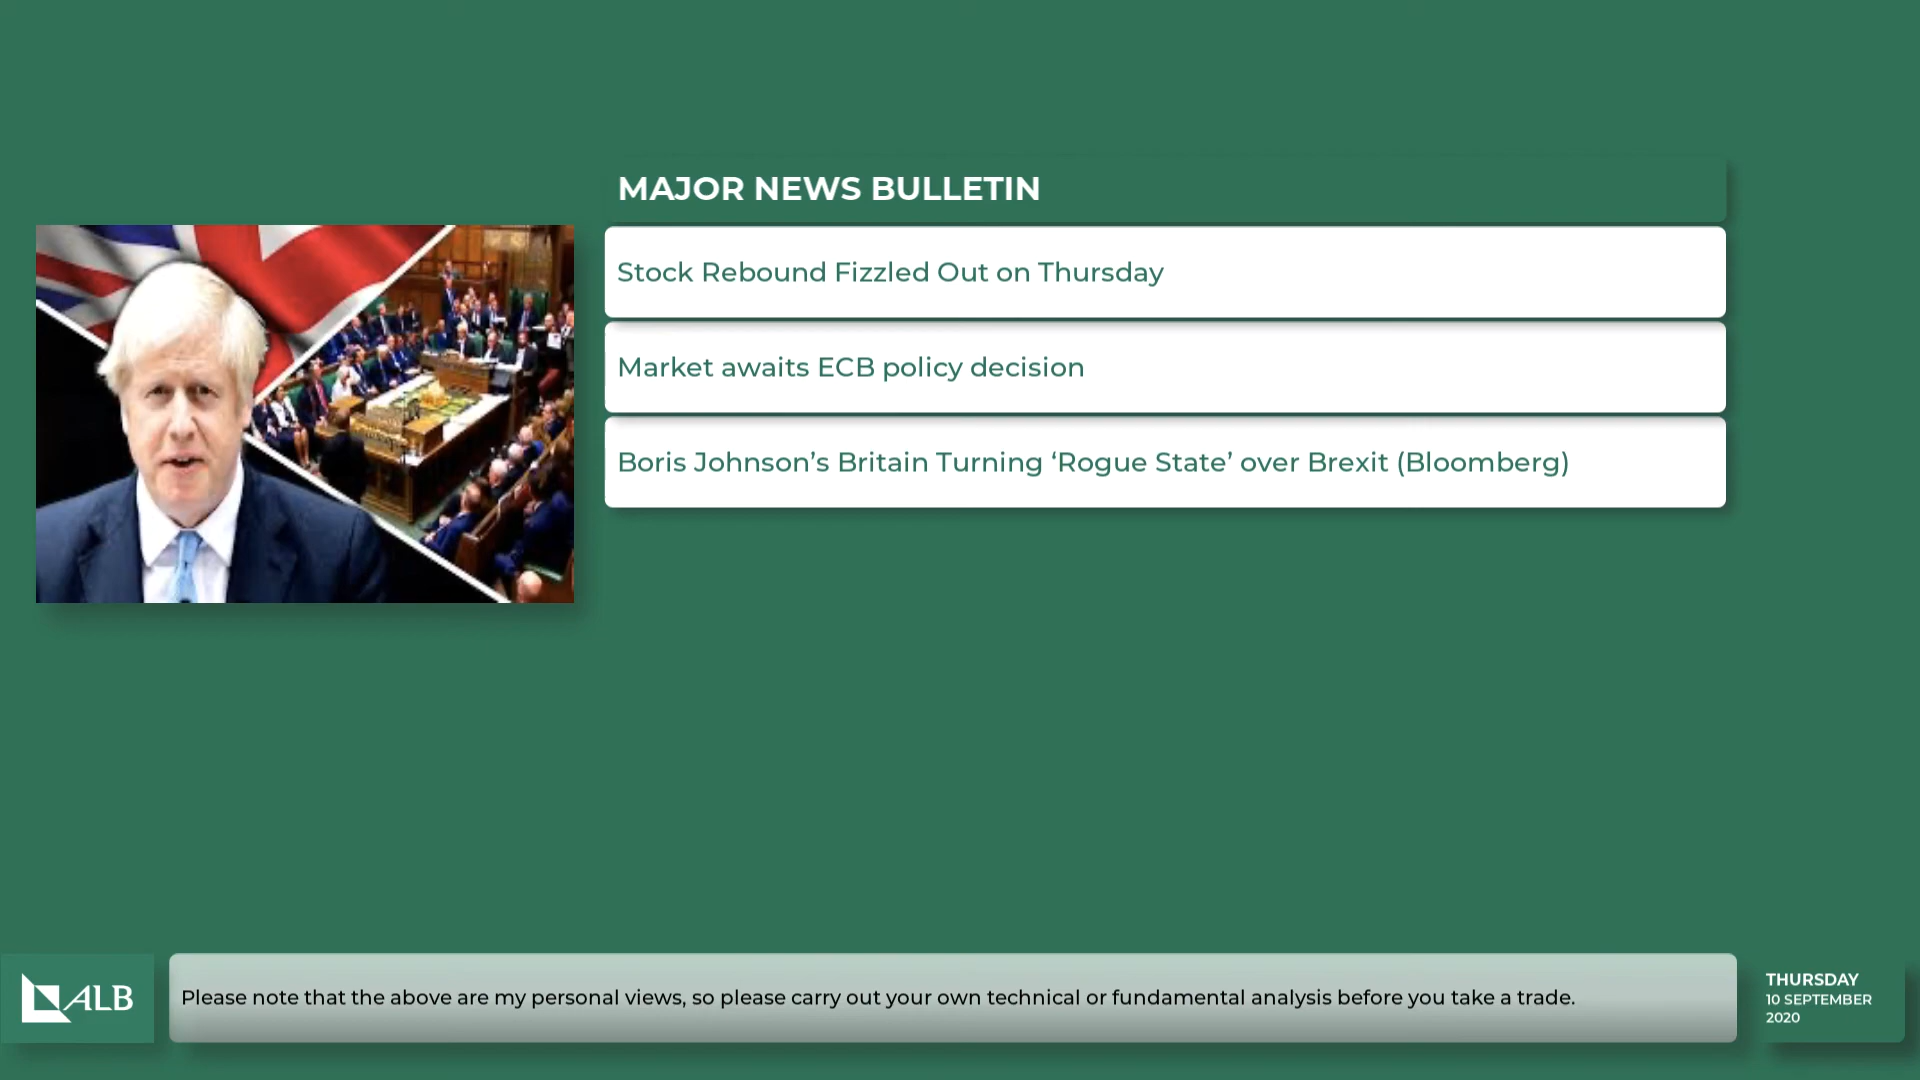 MAJOR NEWS BULLETIN
Stock Rebound Fizzled Out on Thursday
Market awaits ECB policy decision
Boris Johnson’s Britain Turning ‘Rogue State’ over Brexit (Bloomberg)
ALB
Please note that the above are my personal views, so please carry out your own technical or fundamental analysis before you take a trade.
THURSDAY
10 SEPTEMBER
2020